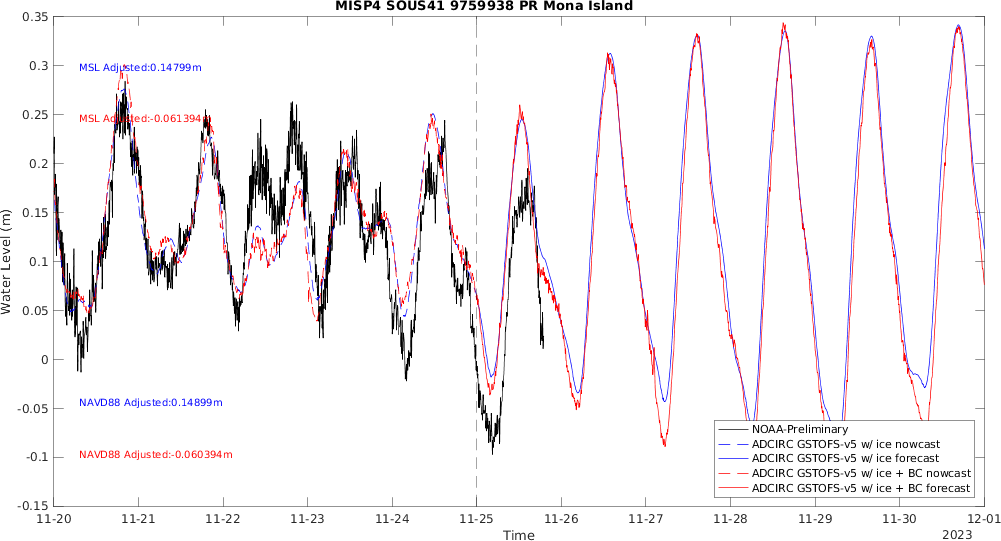 MISP4 SOUS41 9759938 PR Mona Island
0.35
0.3
0.25
0.2
0.15
0.1
0.05
0
-0.05
-0.1
-0.15
Water Level (m)
MSL Adjusted:0.14799m
MSL Adjusted:-0.061394m
NAVD88 Adjusted:0.14899m
NAVD88 Adjusted:-0.060394m
NOAA-Preliminary
ADCIRC GSTOFS-v5 w/ ice nowcast
ADCIRC GSTOFS-v5 w/ ice forecast
ADCIRC GSTOFS-v5 w/ ice + BC nowcast
ADCIRC GSTOFS-v5 w/ ice + BC forecast
11-20 11-21 11-22 11-23 11-24 11-25 11-26 11-27 11-28 11-29 11-30 12-01
Time
2023